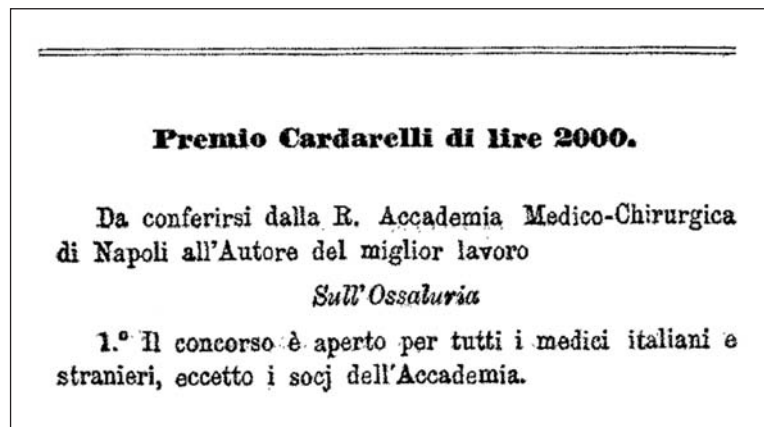 Premio Cardarelli di lire 2000.
Da conferirsi dalla R. Accademia Medico-Chirurgica
di Napoli all'Autore del miglior lavoro
Sull'Ossaluria
1.º Il concorso è aperto per tutti i medici italiani e
stranieri, eccetto i socj dell'Accademia.